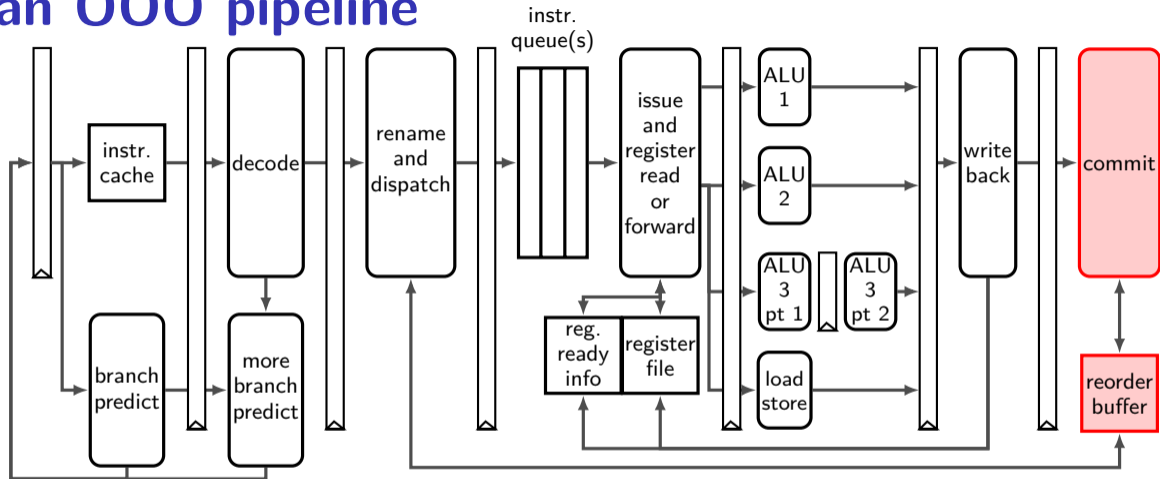 an OOO pipeline
instr.
queue(s)
instr.
cache
decode
rename
and
dispatch
issue
and
register
read
or
forward
ALU
1
ALU
2
ALU
3
pt 1
ALU
3
pt 2
load
store
write
back
commit
branch
predict
more
branch
predict
reg.
ready
info
register
file
reorder
buffer